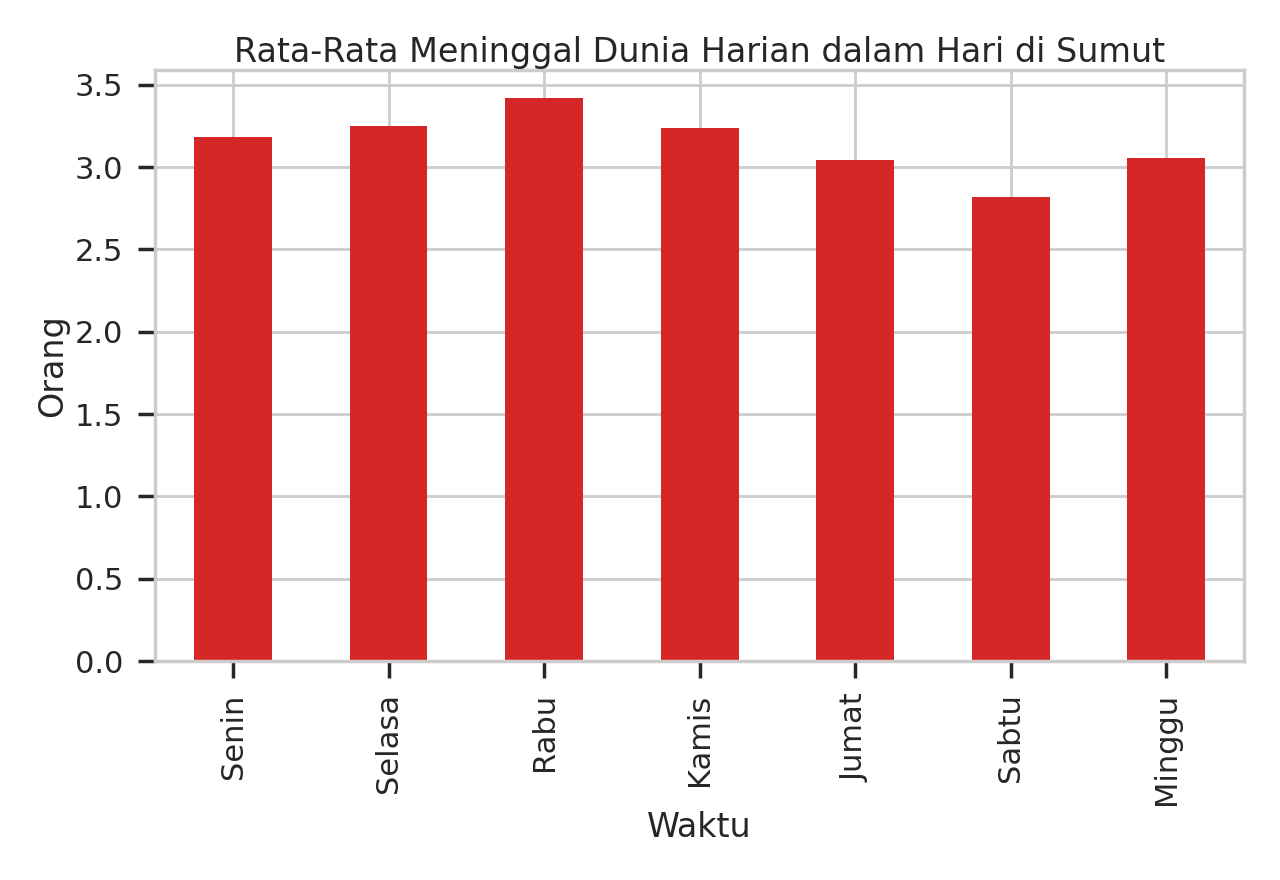 Rata-Rata Meninggal Dunia Harian dalam Hari di Sumut
3.5
3.0
2.5
2.0
1.5
1.0
0.5
0.0
Orang
Senin
Selasa
Rabu
Kamis
Jumat
Sabtu
Minggu
Waktu